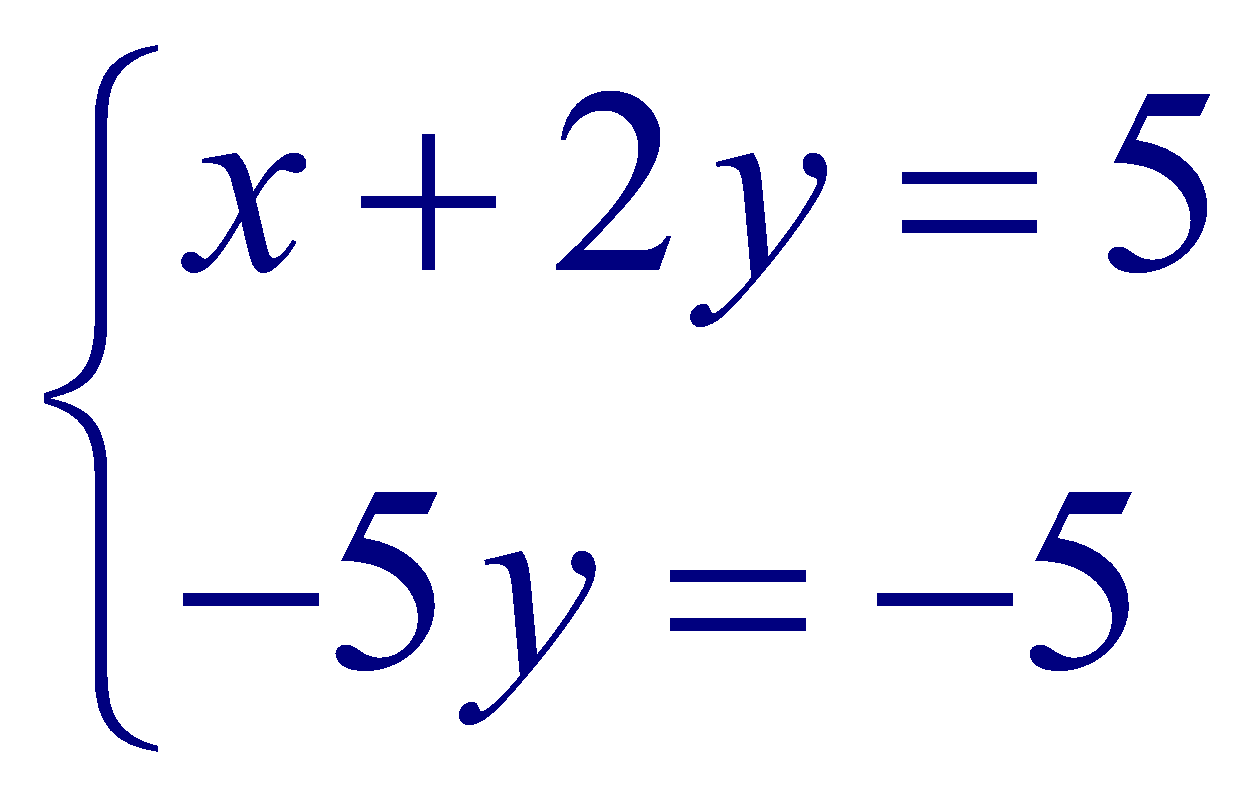 x + 2y = 5
−5y = −5